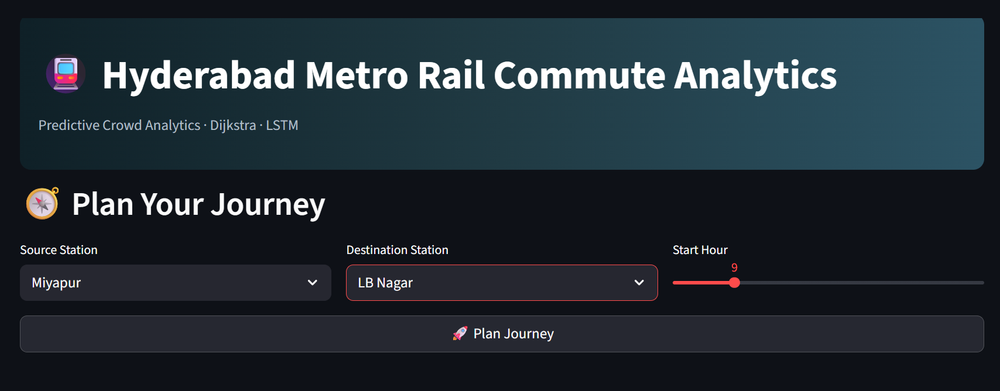 Hyderabad Metro Rail Commute Analytics
Predictive Crowd Analytics · Dijkstra · LSTM
Plan Your Journey
Source Station
Destination Station
Start Hour
9
Miyapur
LB Nagar
Plan Journey